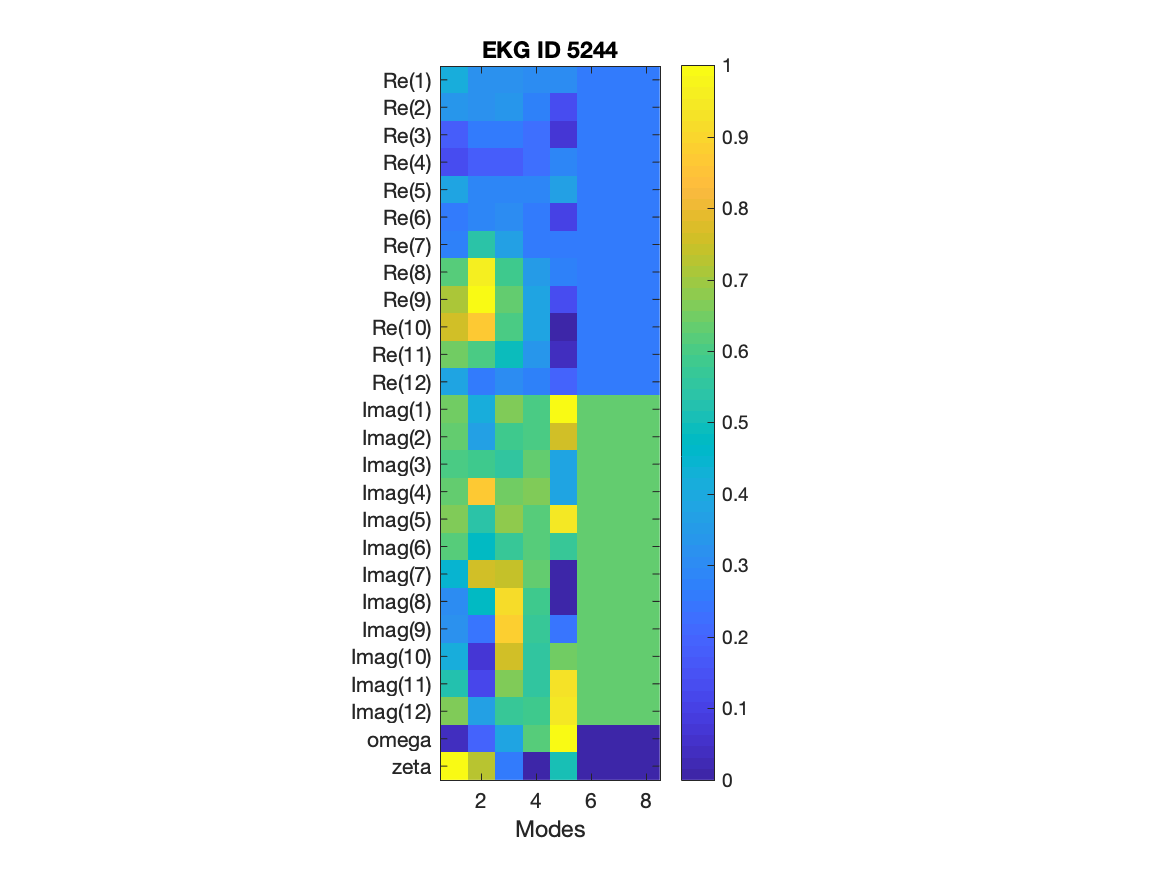 EKG ID 5244
Re(1)
Re(2)
Re(3)
Re(4)
Re(5)
Re(6)
Re(7)
Re(8)
Re(9)
Re(10)
Re(11)
Re(12)
Imag(1)
Imag(2)
Imag(3)
Imag(4)
Imag(5)
Imag(6)
Imag(7)
Imag(8)
Imag(9)
Imag(10)
Imag(11)
Imag(12)
omega
zeta
2 4 6 8
Modes
1
0.9
0.8
0.7
0.6
0.5
0.4
0.3
0.2
0.1
0